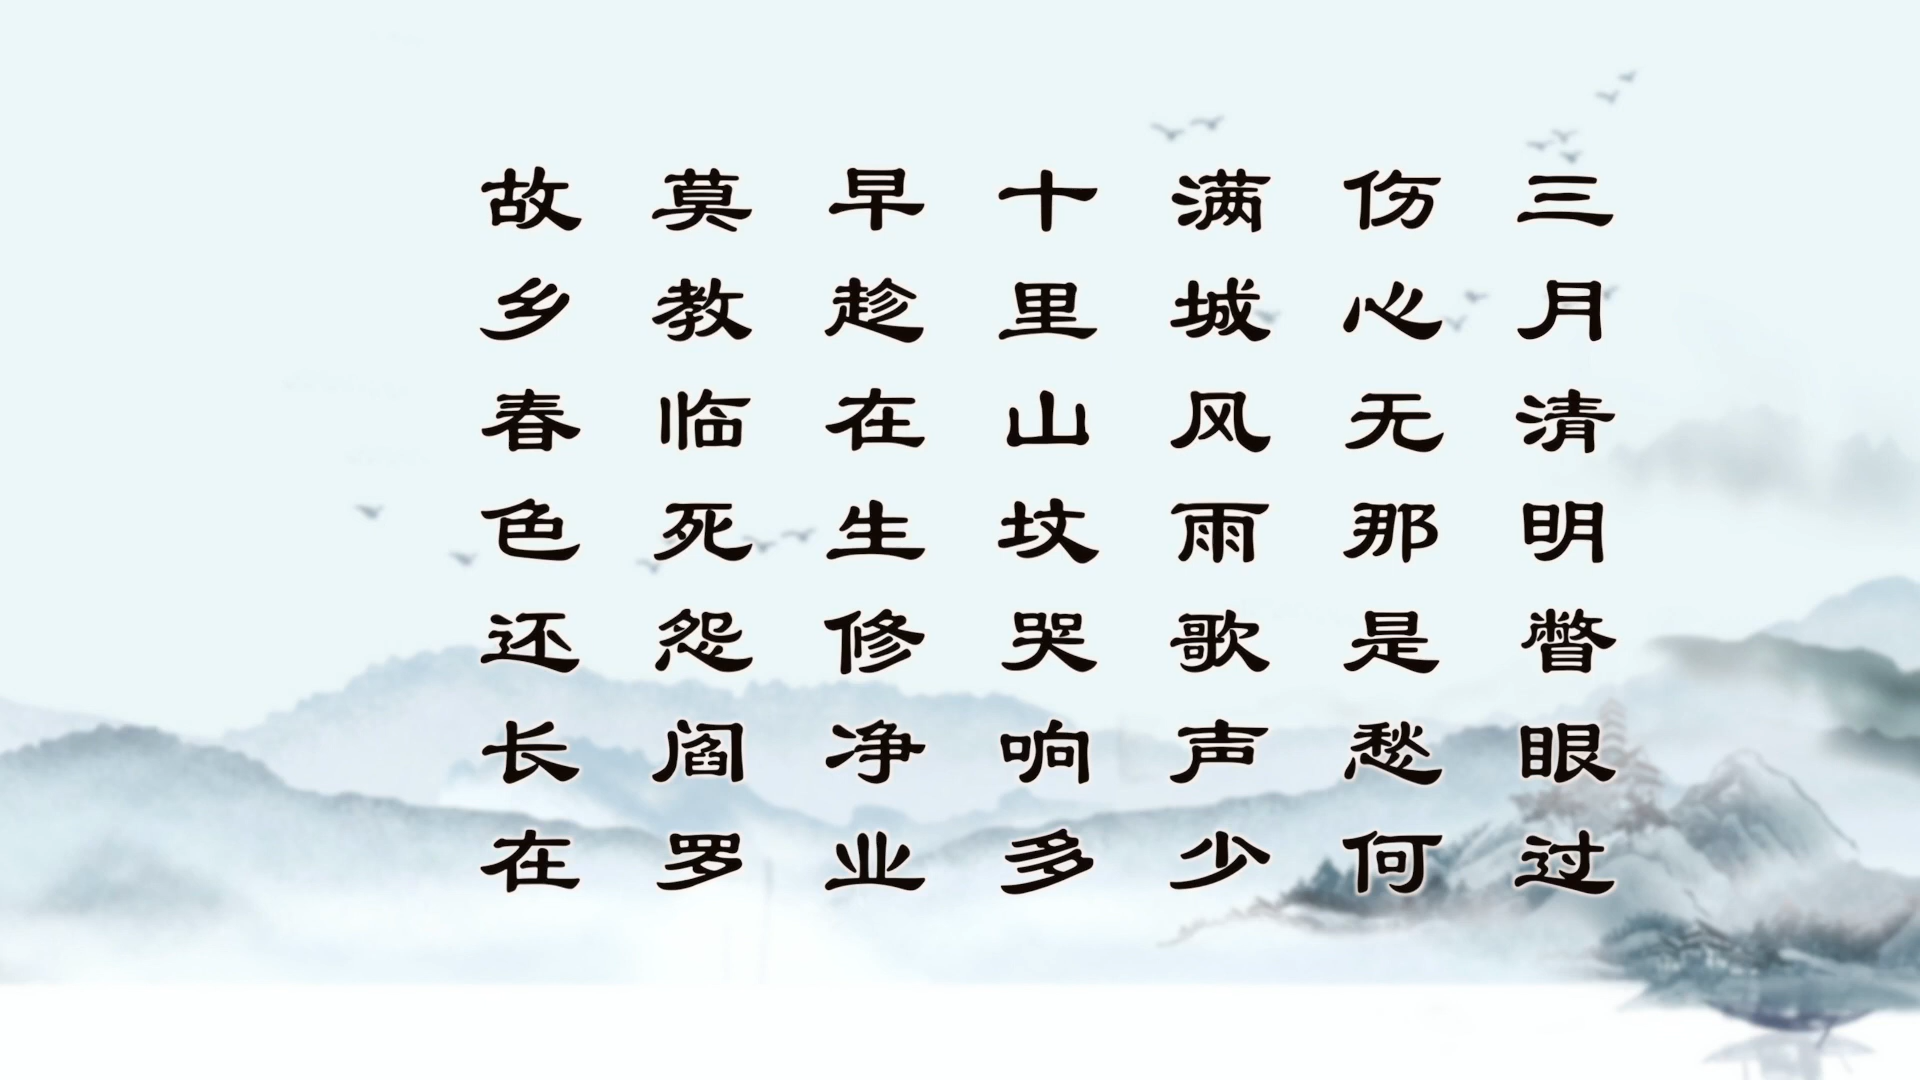 三月清明瞥眼过
伤心无那是愁何
满城风雨歌声少
十里山坟哭响多
早趁在生修净业
莫教临死怨阎罗
故乡春色还长在